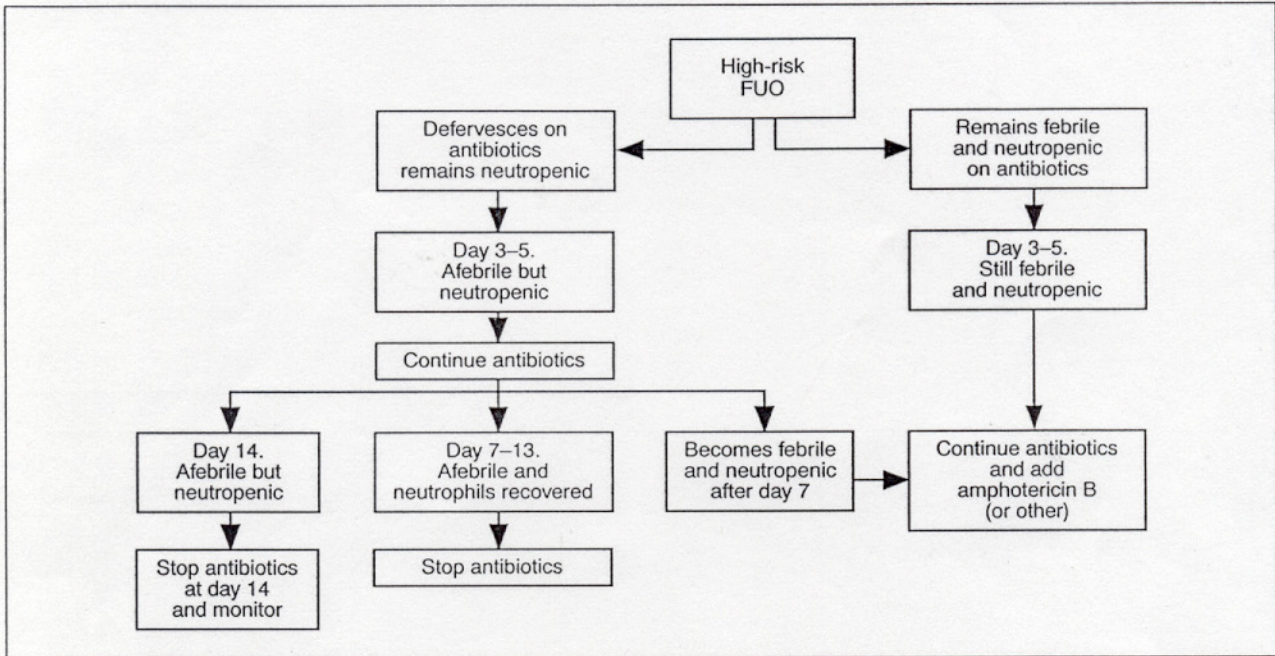 High-risk
FUO
Defervesces on
antibiotics
remains neutropenic
Remains febrile
and neutropenic
on antibiotics
Day 3–5.
Afebrile but
neutropenic
Day 3–5.
Still febrile
and neutropenic
Continue antibiotics
Day 14.
Afebrile but
neutropenic
Day 7–13.
Afebrile and
neutrophils recovered
Becomes febrile
and neutropenic
after day 7
Continue antibiotics
and add
amphotericin B
(or other)
Stop antibiotics
at day 14
and monitor
Stop antibiotics